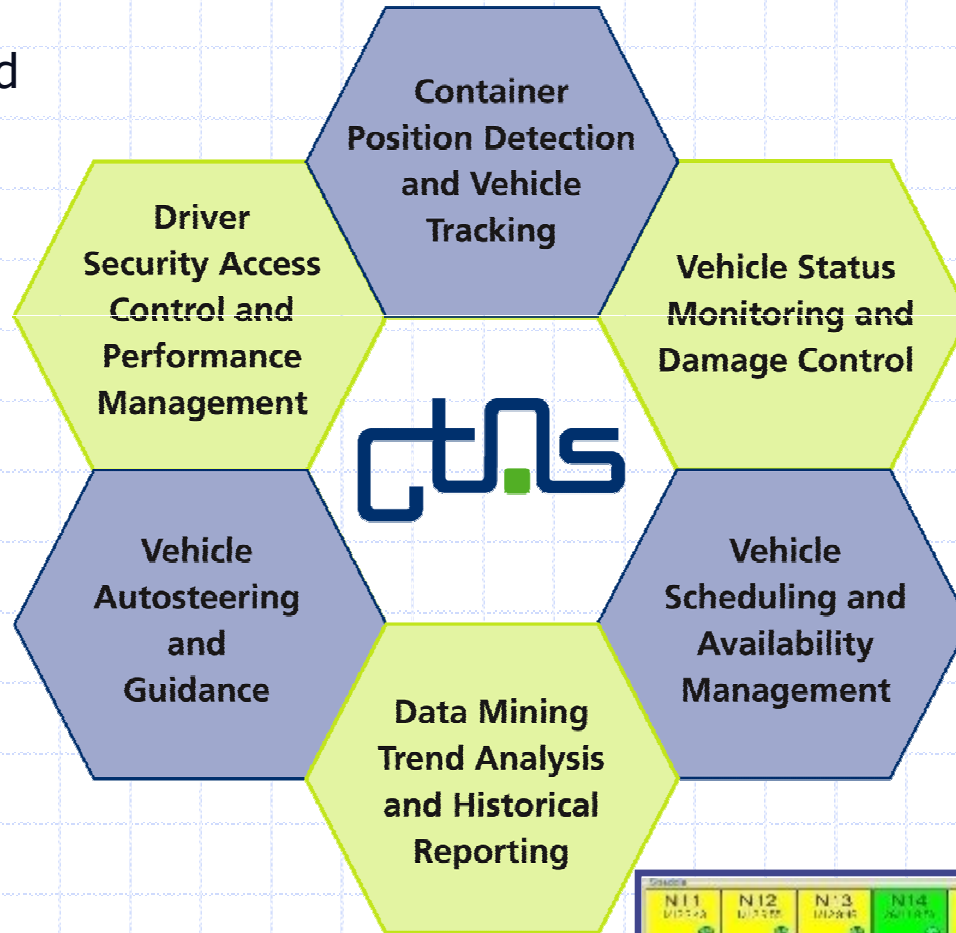 d
Container
Position Detection
and Vehicle
Tracking
Driver
Security Access
Control and
Performance
Management
Vehicle Status
Monitoring and
Damage Control
ctas
Vehicle
Autosteering
and
Guidance
Vehicle
Scheduling and
Availability
Management
Data Mining
Trend Analysis
and Historical
Reporting
N11 N12 N13 N14